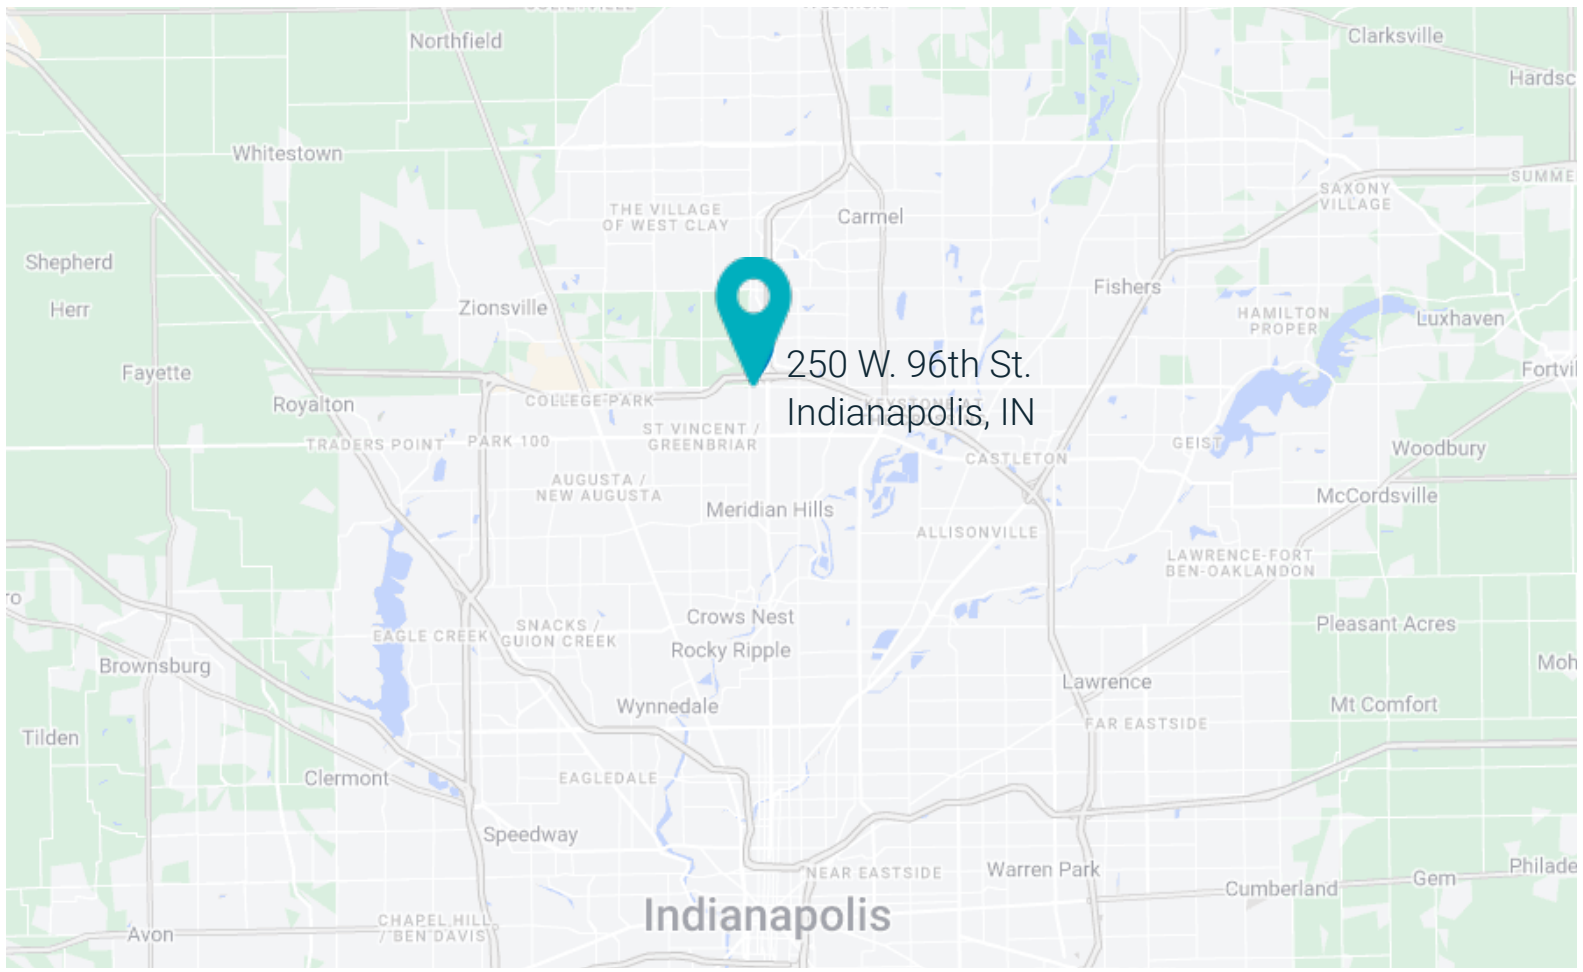 Northfield
Clarksville
Hardsc
Whitestown
SAXONY
VILLAGE
SUMME
THE VILLAGE
OF WEST CLAY
Carmel
Shepherd
Herr
Zionsville
Fishers
HAMILTON
PROPER
Luxhaven
Fayette
250 W. 96th St.
Indianapolis, IN
Fortvil
Royalton
COLLEGE PARK
KEYSTONE AT
TRADERS POINT
PARK 100
ST VINCENT /
GREENBRIAR
GEIST
Woodbury
CASTLETON
AUGUSTA /
NEW AUGUSTA
Meridian Hills
McCordsville
ALLISONVILLE
LAWRENCE-FORT
BEN-OAKLANDON
ro
Crows Nest
SNACKS /
GUION CREEK
EAGLE CREEK
Pleasant Acres
Rocky Ripple
Brownsburg
Moh
Lawrence
Wynnedale
Mt Comfort
FAR EASTSIDE
Tilden
Clermont
EAGLEDALE
Speedway
NEAR EASTSIDE
Warren Park
Philade
Gem
Cumberland
Indianapolis
CHAPEL HILL
/ BEN DAVIS
Avon